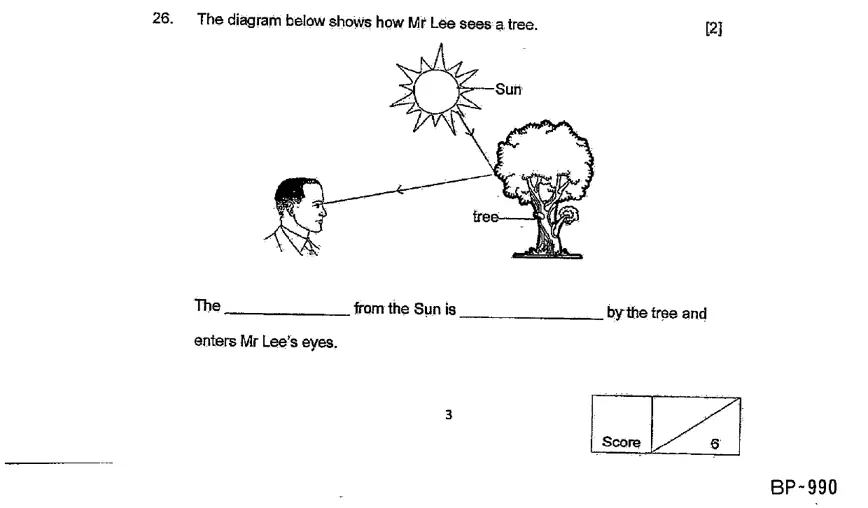 26. The diagram below shows how Mr Lee sees a tree. [2]
Sun
tree
The ______________ from the Sun is ________________ by the tree and
enters Mr Lee's eyes.
3
Score 6
BP-990